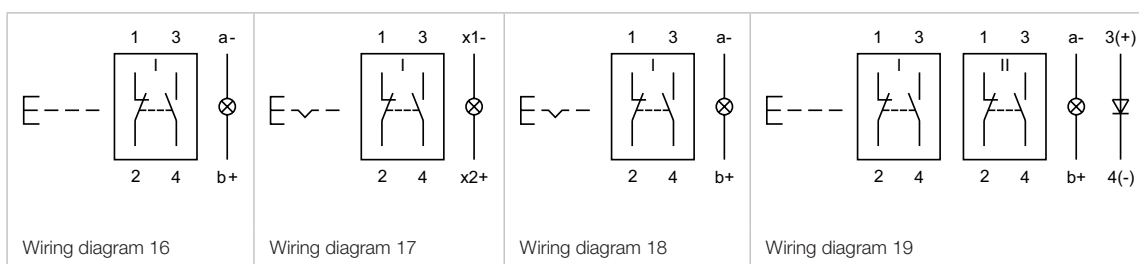 1 3 a- 1 3 x1- 1 3 a- 1 3 1 3 a- 3(+)
I I I I II
2 4 b+ 2 4 x2+ 2 4 b+ 2 4 2 4 b+ 4(-)
Wiring diagram 16 Wiring diagram 17 Wiring diagram 18 Wiring diagram 19